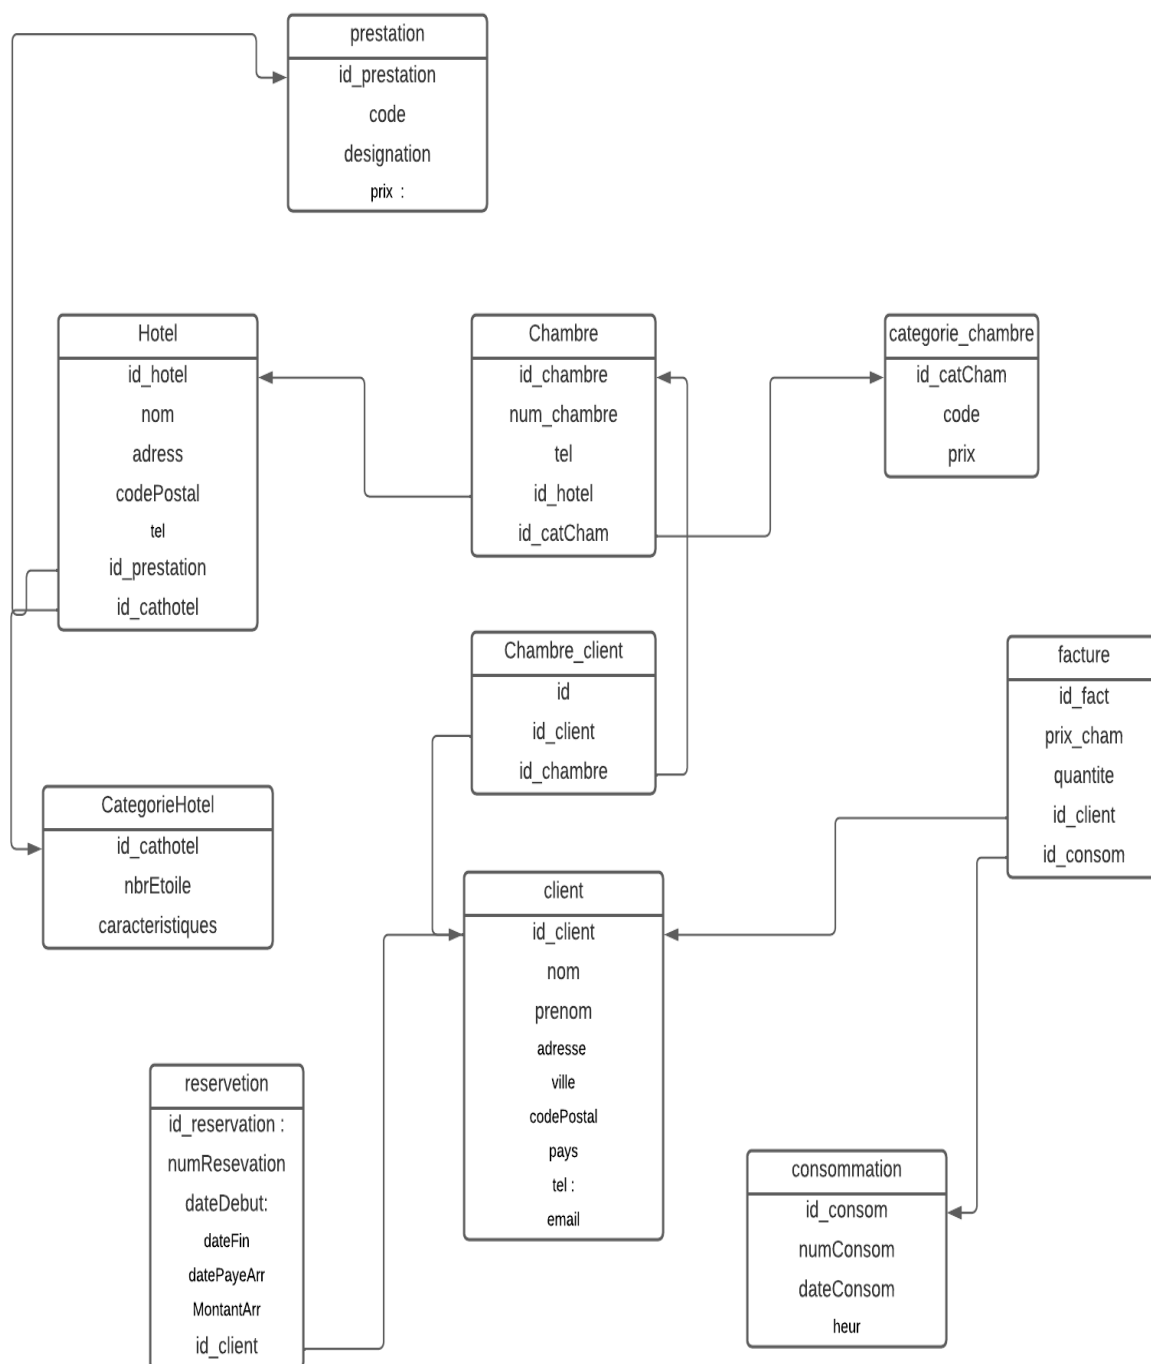 prestation
id_prestation
code
designation
prix :
Hotel
id_hotel
nom
adress
codePostal
tel
id_prestation
id_cathotel
Chambre
id_chambre
num_chambre
tel
id_hotel
id_catCham
categorie_chambre
id_catCham
code
prix
Chambre_client
id
id_client
id_chambre
facture
id_fact
prix_cham
quantite
id_client
id_consom
CategorieHotel
id_cathotel
nbrEtoile
caracteristiques
client
id_client
nom
prenom
adresse
ville
codePostal
pays
tel :
email
reservetion
id_reservation :
numResevation
dateDebut:
dateFin
datePayeArr
MontantArr
id_client
consommation
id_consom
numConsom
dateConsom
heur